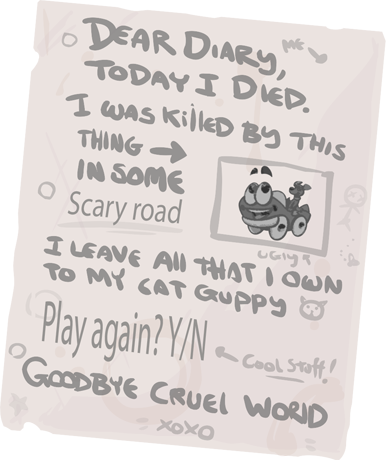 DEAR DIARY,
ME
TODAY I DIED.
I WAS KILLED BY THIS
THING →
IN SOME
Scary road
UGLY
I LEAVE ALL THAT I OWN
TO MY CAT GUPPY
Play again? Y/N
COOL STUFF!
GOODBYE CRUEL WORLD
XOXO